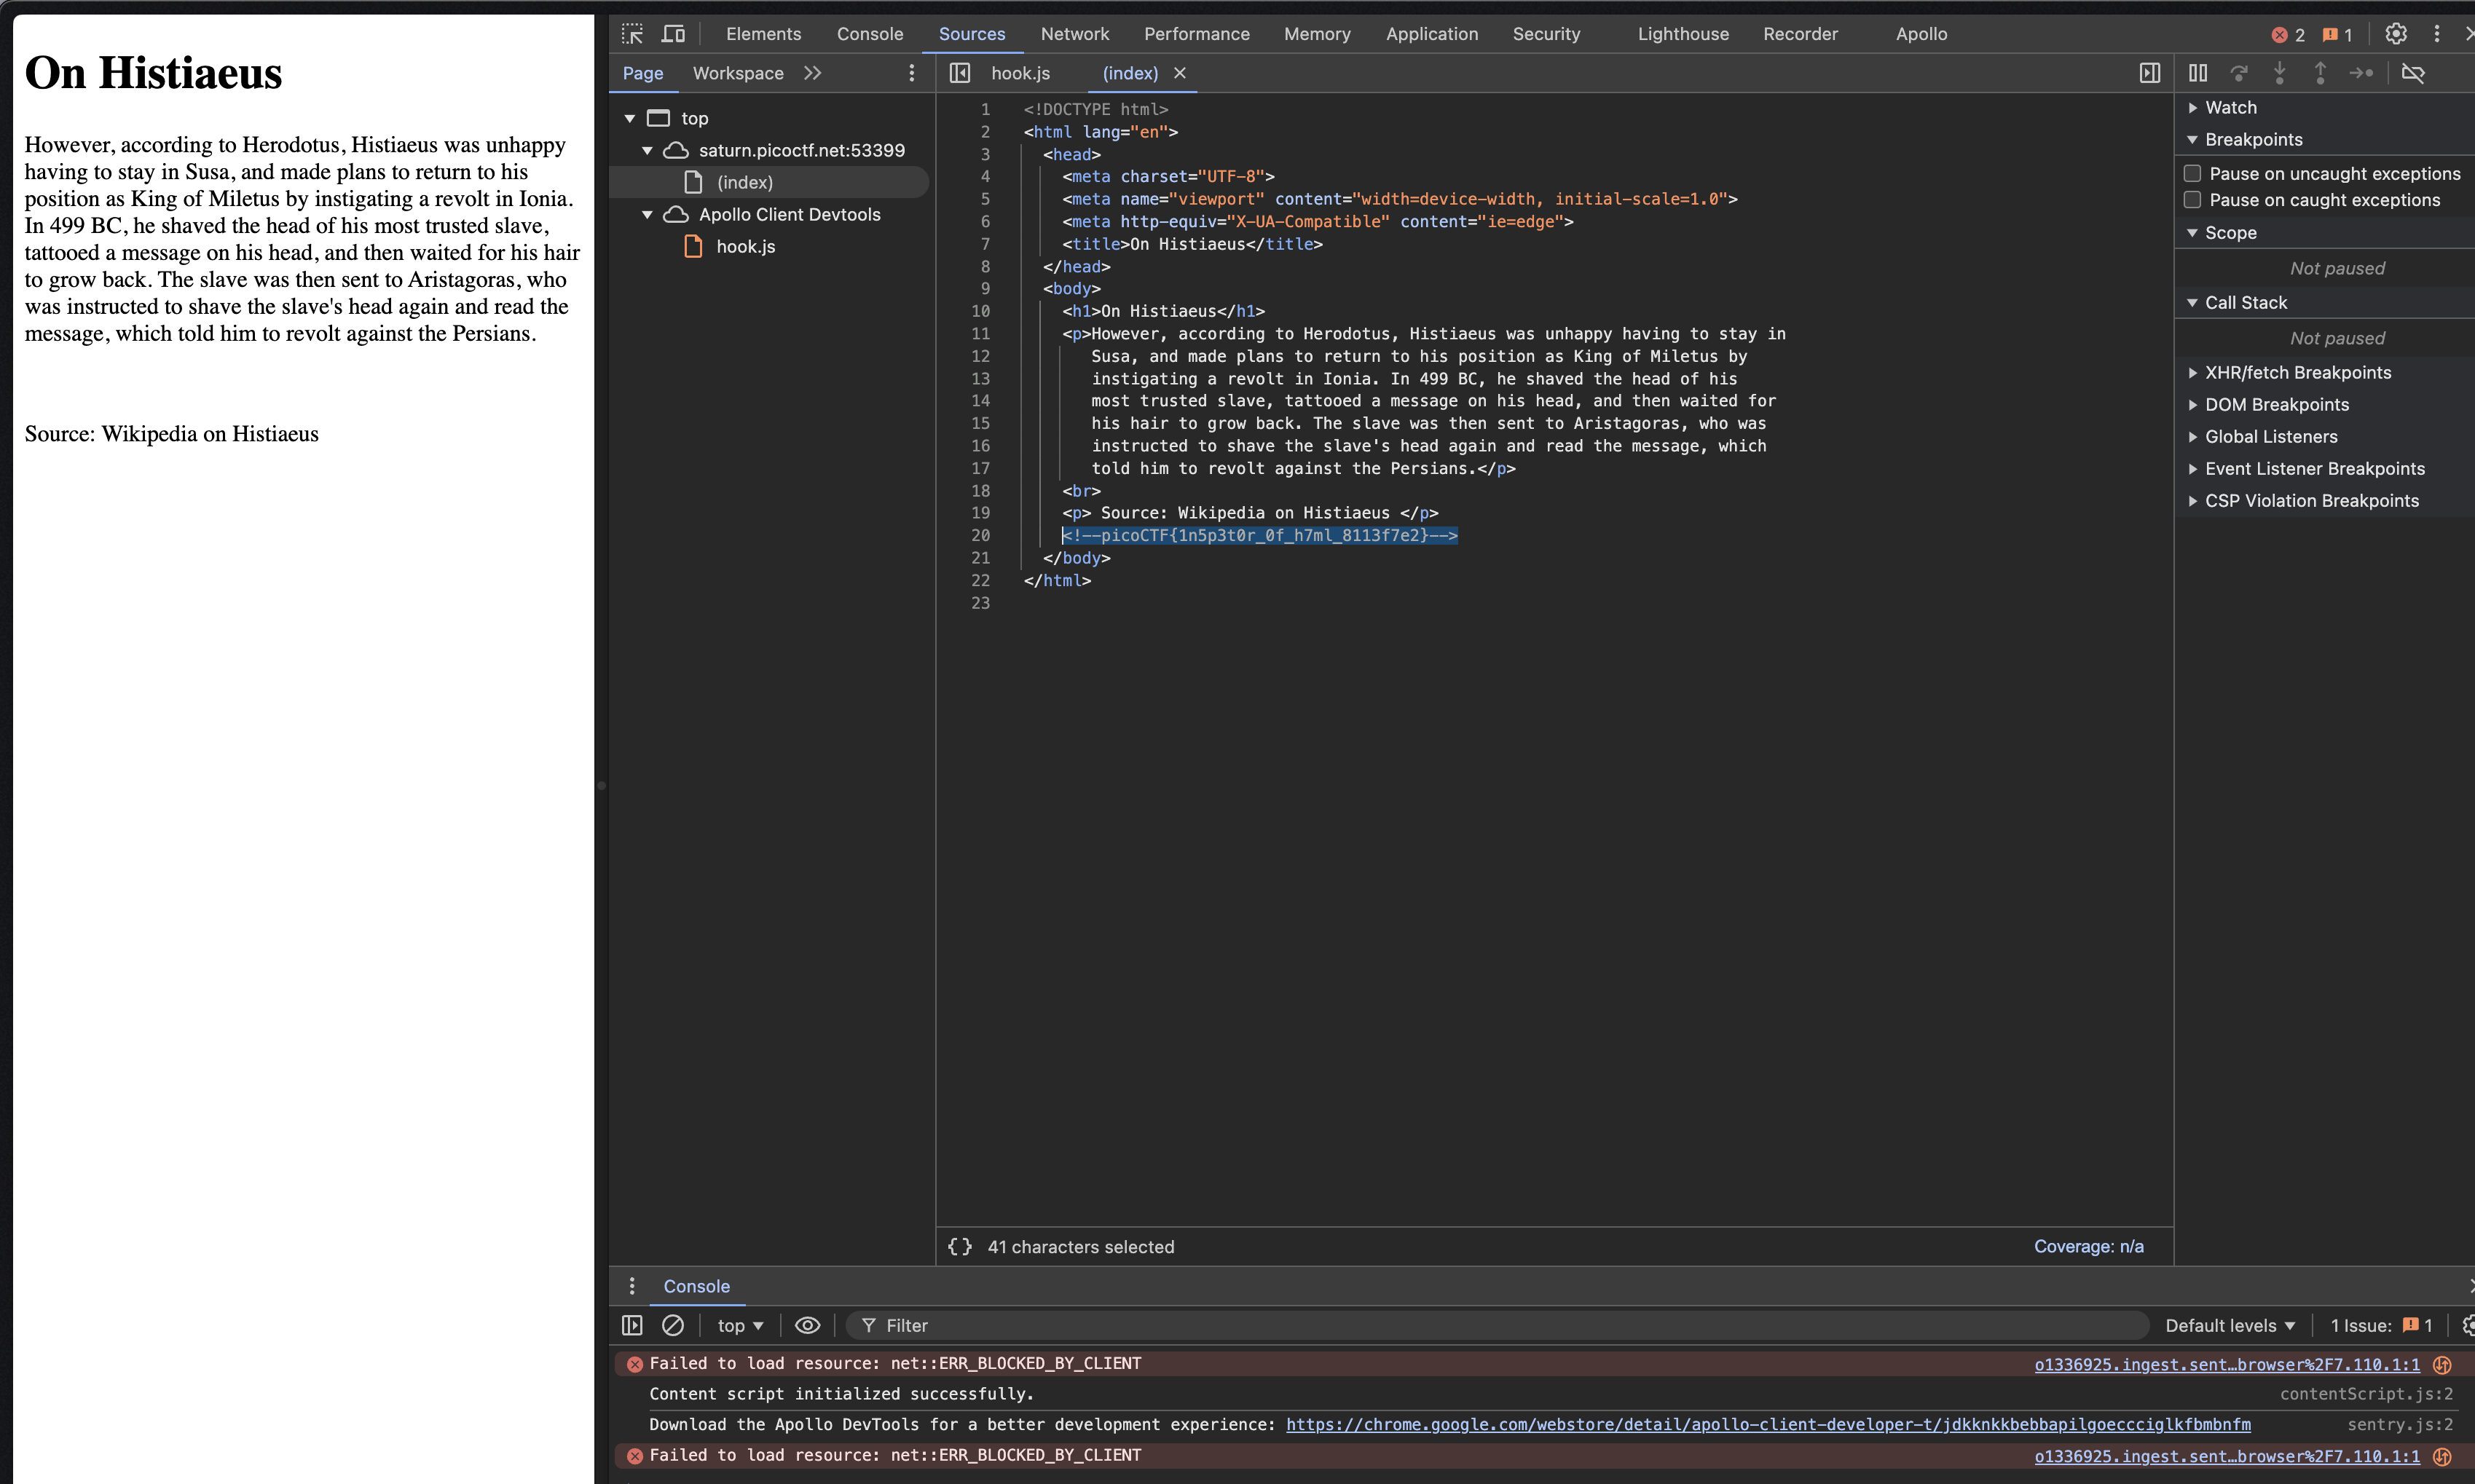 On Histiaeus
However, according to Herodotus, Histiaeus was unhappy
having to stay in Susa, and made plans to return to his
position as King of Miletus by instigating a revolt in Ionia.
In 499 BC, he shaved the head of his most trusted slave,
tattooed a message on his head, and then waited for his hair
to grow back. The slave was then sent to Aristagoras, who
was instructed to shave the slave's head again and read the
message, which told him to revolt against the Persians.
Source: Wikipedia on Histiaeus
Elements Console Sources Network Performance Memory Application Security Lighthouse Recorder Apollo 2 1
Page Workspace
top
saturn.picoctf.net:53399
(index)
Apollo Client Devtools
hook.js
hook.js (index)
1 <!DOCTYPE html>
2 <html lang="en">
3 <head>
4 <meta charset="UTF-8">
5 <meta name="viewport" content="width=device-width, initial-scale=1.0">
6 <meta http-equiv="X-UA-Compatible" content="ie=edge">
7 <title>On Histiaeus</title>
8 </head>
9 <body>
10 <h1>On Histiaeus</h1>
11 <p>However, according to Herodotus, Histiaeus was unhappy having to stay in
12 Susa, and made plans to return to his position as King of Miletus by
13 instigating a revolt in Ionia. In 499 BC, he shaved the head of his
14 most trusted slave, tattooed a message on his head, and then waited for
15 his hair to grow back. The slave was then sent to Aristagoras, who was
16 instructed to shave the slave's head again and read the message, which
17 told him to revolt against the Persians.</p>
18 <br>
19 <p> Source: Wikipedia on Histiaeus </p>
20 <!--picoCTF{1n5p3t0r_0f_h7ml_8113f7e2}-->
21 </body>
22 </html>
23
{} 41 characters selected Coverage: n/a
Watch
Breakpoints
Pause on uncaught exceptions
Pause on caught exceptions
Scope
Not paused
Call Stack
Not paused
XHR/fetch Breakpoints
DOM Breakpoints
Global Listeners
Event Listener Breakpoints
CSP Violation Breakpoints
Console
top Filter Default levels 1 Issue: 1
Failed to load resource: net::ERR_BLOCKED_BY_CLIENT o1336925.ingest.sent…browser%2F7.110.1:1
Content script initialized successfully. contentScript.js:2
Download the Apollo DevTools for a better development experience: https://chrome.google.com/webstore/detail/apollo-client-developer-t/jdkknkkbebbapilgoeccciglkfbmbnfm sentry.js:2
Failed to load resource: net::ERR_BLOCKED_BY_CLIENT o1336925.ingest.sent…browser%2F7.110.1:1